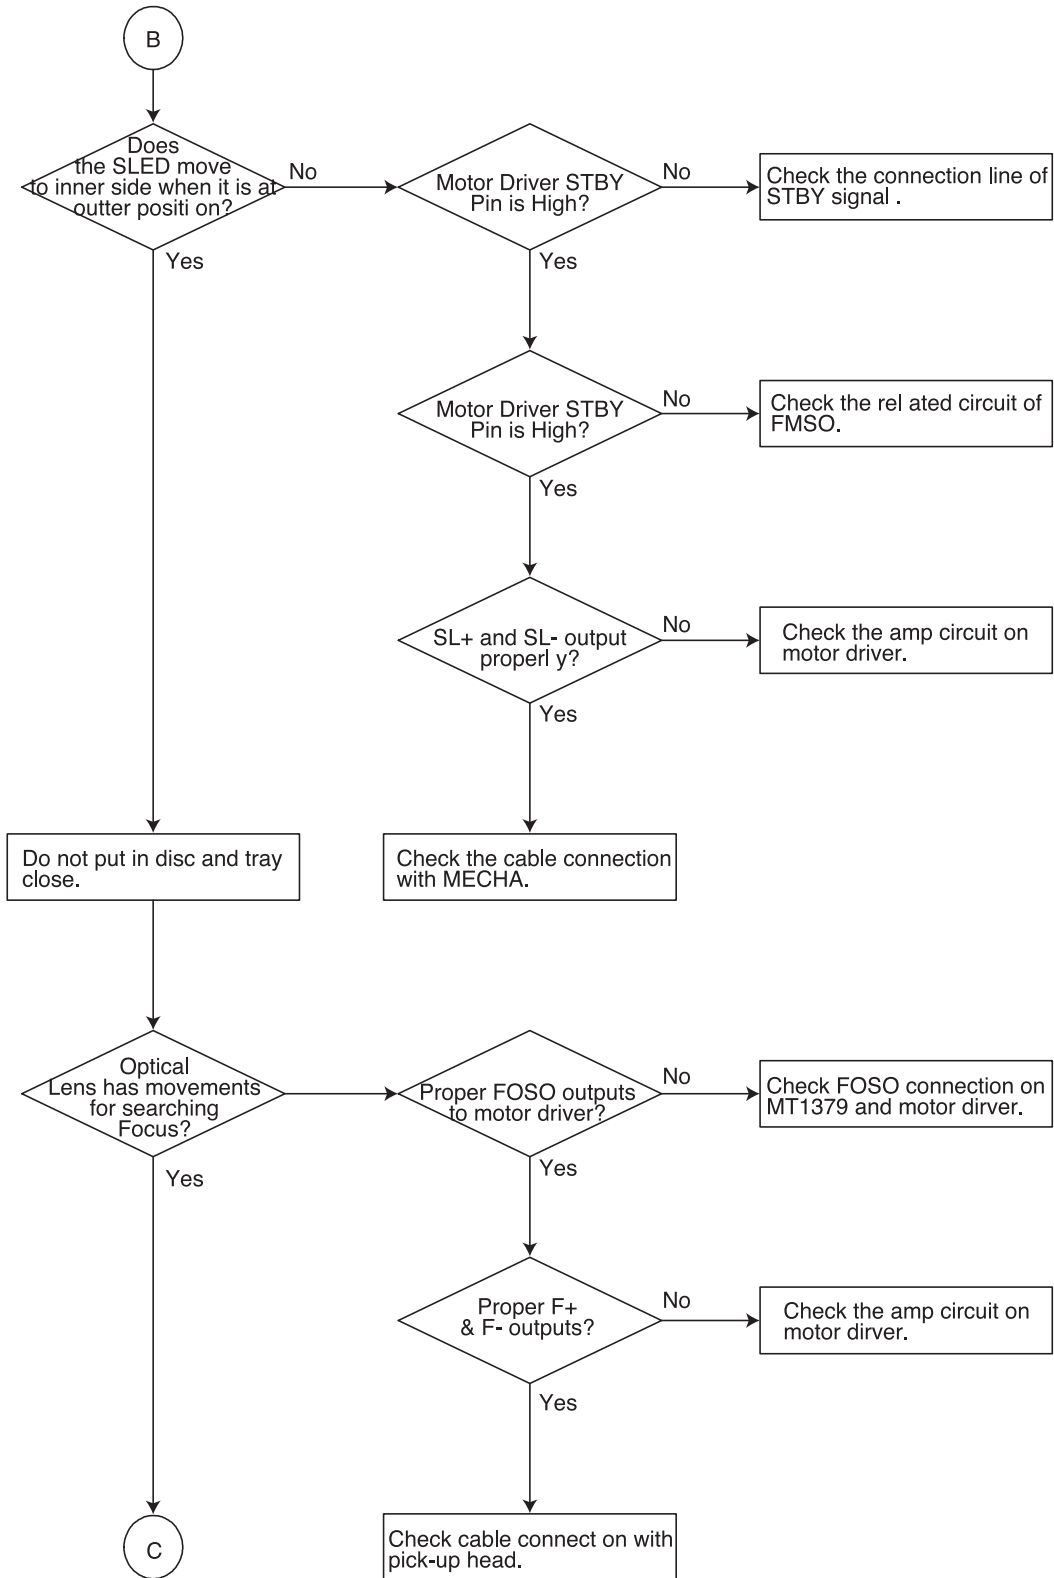 B
Does
the SLED move
to inner side when it is at
outter positi on?
No
Yes
Motor Driver STBY
Pin is High?
No
Yes
Check the connection line of
STBY signal .
Motor Driver STBY
Pin is High?
No
Yes
Check the rel ated circuit of
FMSO.
SL+ and SL- output
properl y?
No
Yes
Check the amp circuit on
motor driver.
Do not put in disc and tray
close.
Check the cable connection
with MECHA.
Optical
Lens has movements
for searching
Focus?
Yes
Proper FOSO outputs
to motor driver?
No
Yes
Check FOSO connection on
MT1379 and motor dirver.
Proper F+
& F- outputs?
No
Yes
Check the amp circuit on
motor dirver.
C
Check cable connect on with
pick-up head.